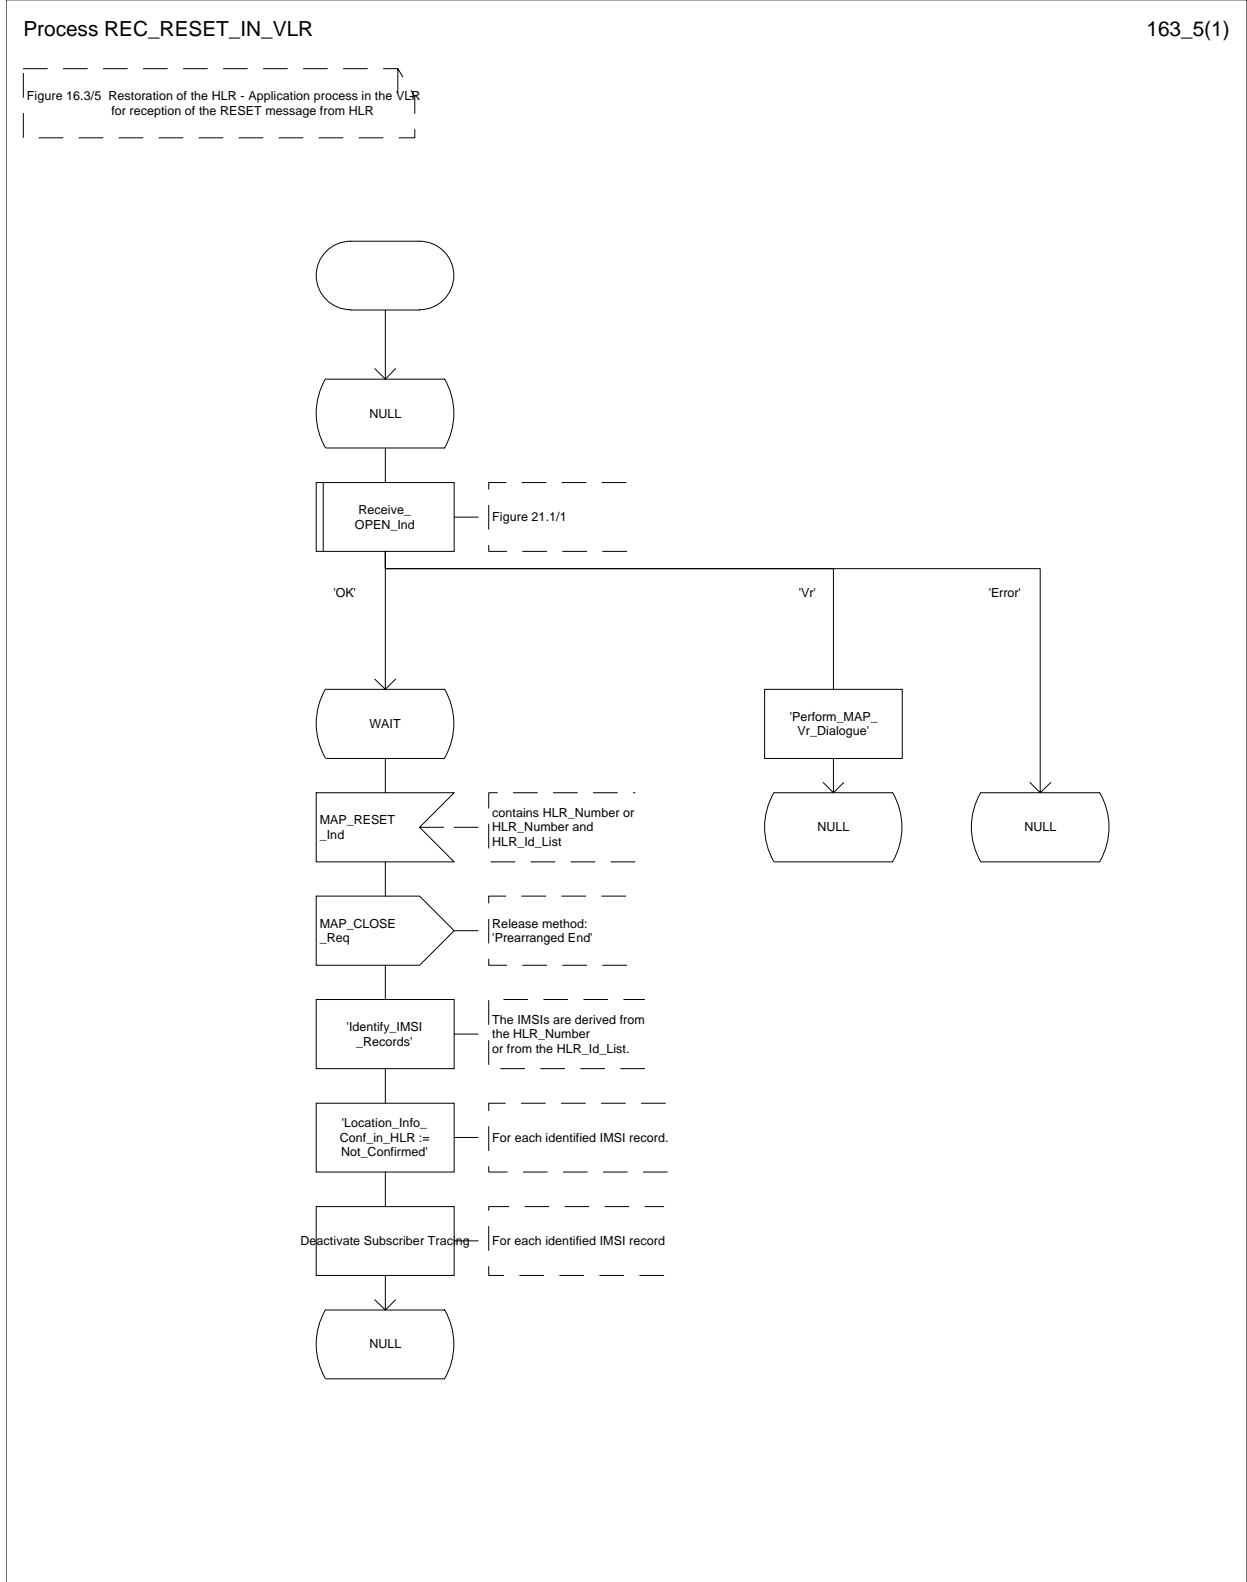 Process REC_RESET_IN_VLR
163_5(1)
Figure 16.3/5 Restoration of the HLR - Application process in the VLR
for reception of the RESET message from HLR
NULL
Receive_
OPEN_Ind
Figure 21.1/1
'OK'
'Vr'
'Error'
WAIT
'Perform_MAP_
Vr_Dialogue'
MAP_RESET
_Ind
contains HLR_Number or
HLR_Number and
HLR_Id_List
NULL
NULL
MAP_CLOSE
_Req
Release method:
'Prearranged End'
'Identify_IMSI
_Records'
The IMSIs are derived from
the HLR_Number
or from the HLR_Id_List.
'Location_Info_
Conf_in_HLR :=
Not_Confirmed'
For each identified IMSI record.
Deactivate Subscriber Tracing
For each identified IMSI record
NULL